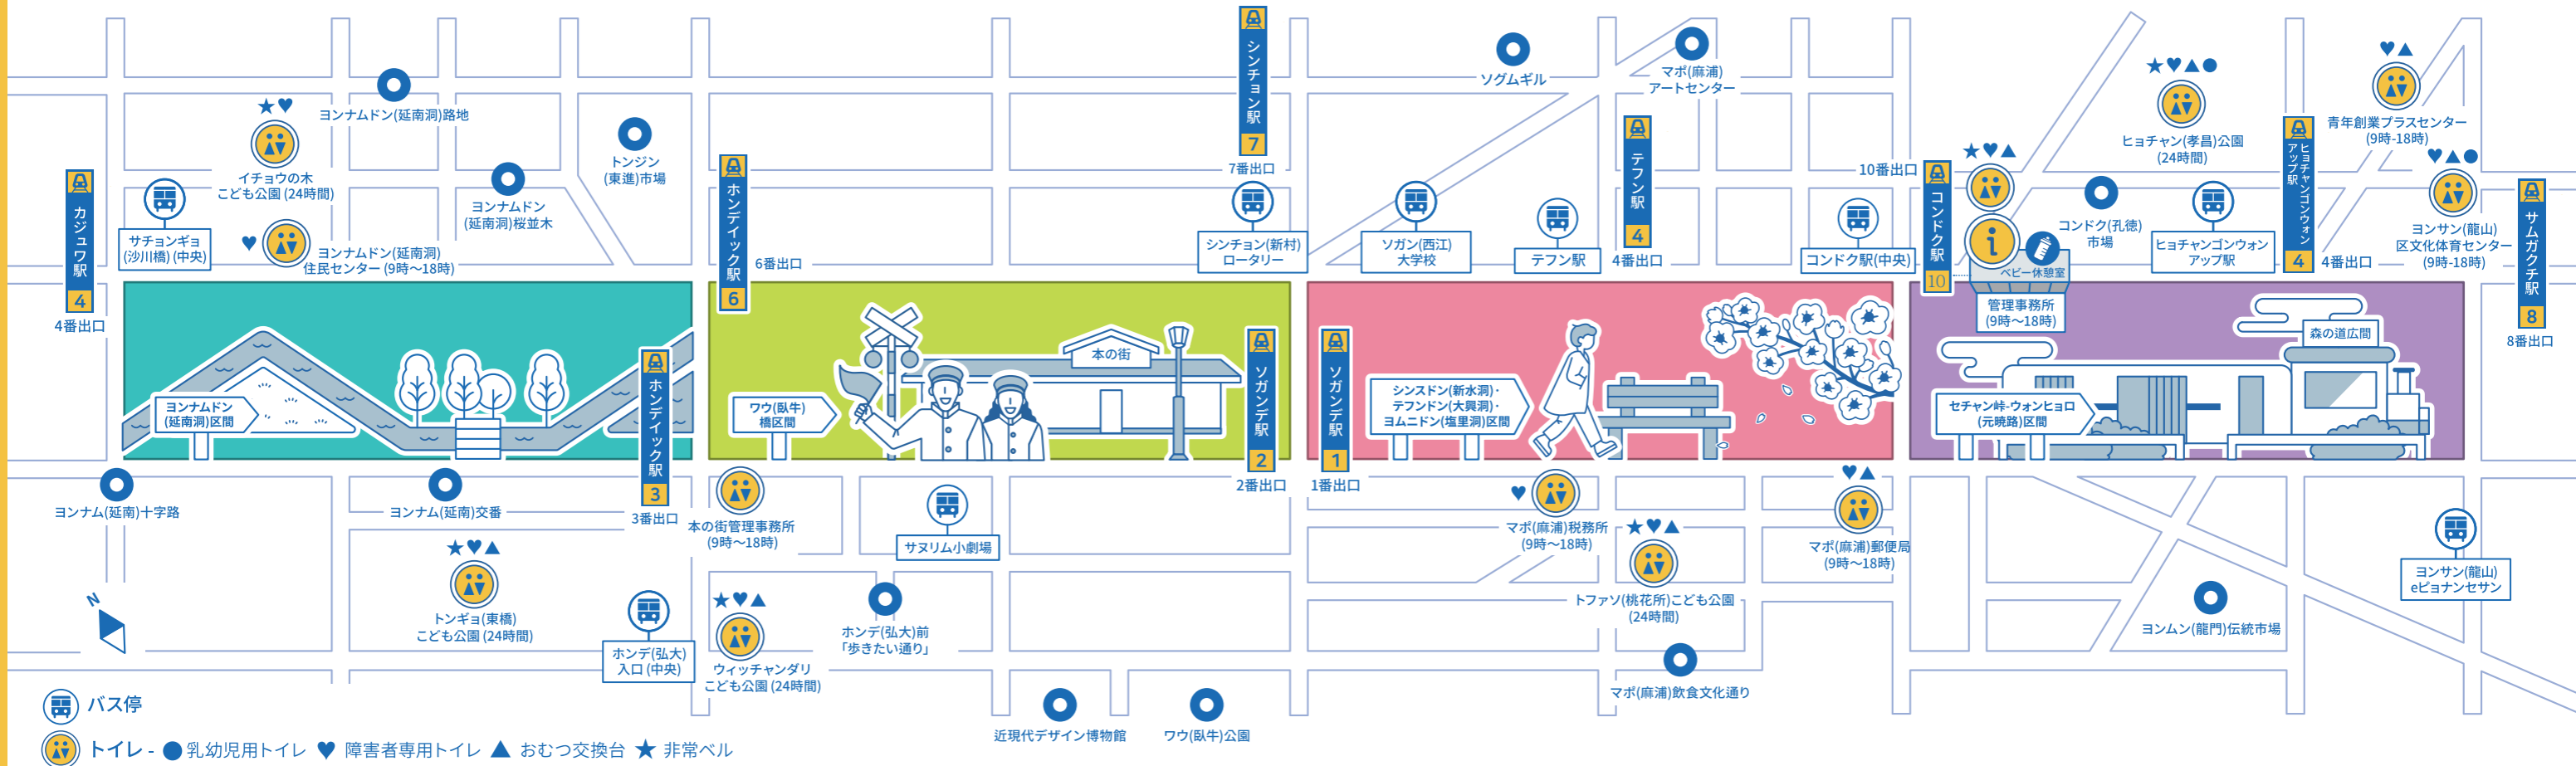 ヨンナムドン(延南洞)路地
イチョウの木
こども公園 (24時間)
トンジン
(東進)市場
ヨンナムドン
(延南洞)桜並木
カジュワ駅
4
4番出口
サチョンギョ
(沙川橋) (中央)
ヨンナムドン(延南洞)
住民センター (9時〜18時)
ホンデイック駅
6
6番出口
シンチョン駅
7
7番出口
シンチョン(新村)
ロータリー
ソグムギル
マポ(麻浦)
アートセンター
ソガン(西江)
大学校
テフン駅
テフン駅
4
4番出口
コンドク駅(中央)
10番出口
コンドク駅
10
ベビー休憩室
管理事務所
(9時〜18時)
コンドク(孔徳)
市場
ヒョチャン(孝昌)公園
(24時間)
ヒョチャンゴンウォン
アップ駅
ヒョチャンゴンウォン
アップ駅
4
4番出口
青年創業プラスセンター
(9時-18時)
ヨンサン(龍山)
区文化体育センター
(9時-18時)
サムガクチ駅
8
8番出口
ヨンナムドン
(延南洞)区間
ホンデイック駅
3
3番出口
ワウ(臥牛)
橋区間
本の街
ソガンデ駅
2
2番出口
ソガンデ駅
1
1番出口
シンスドン(新水洞)・
テフンドン(大興洞)・
ヨムニドン(塩里洞)区間
セチャン峠-ウォンヒョロ
(元暁路)区間
森の道広間
ヨンナム(延南)十字路
ヨンナム(延南)交番
トンギョ(東橋)
こども公園 (24時間)
本の街管理事務所
(9時〜18時)
サヌリム小劇場
ホンデ(弘大)
入口 (中央)
ウィッチャンダリ
こども公園 (24時間)
ホンデ(弘大)前
「歩きたい通り」
近現代デザイン博物館
ワウ(臥牛)公園
マポ(麻浦)税務所
(9時〜18時)
トファソ(桃花所)こども公園
(24時間)
マポ(麻浦)郵便局
(9時〜18時)
マポ(麻浦)飲食文化通り
ヨンムン(龍門)伝統市場
ヨンサン(龍山)
eピョナンセサン
N
バス停
トイレ - ●乳幼児用トイレ ♥ 障害者専用トイレ ▲ おむつ交換台 ★ 非常ベル